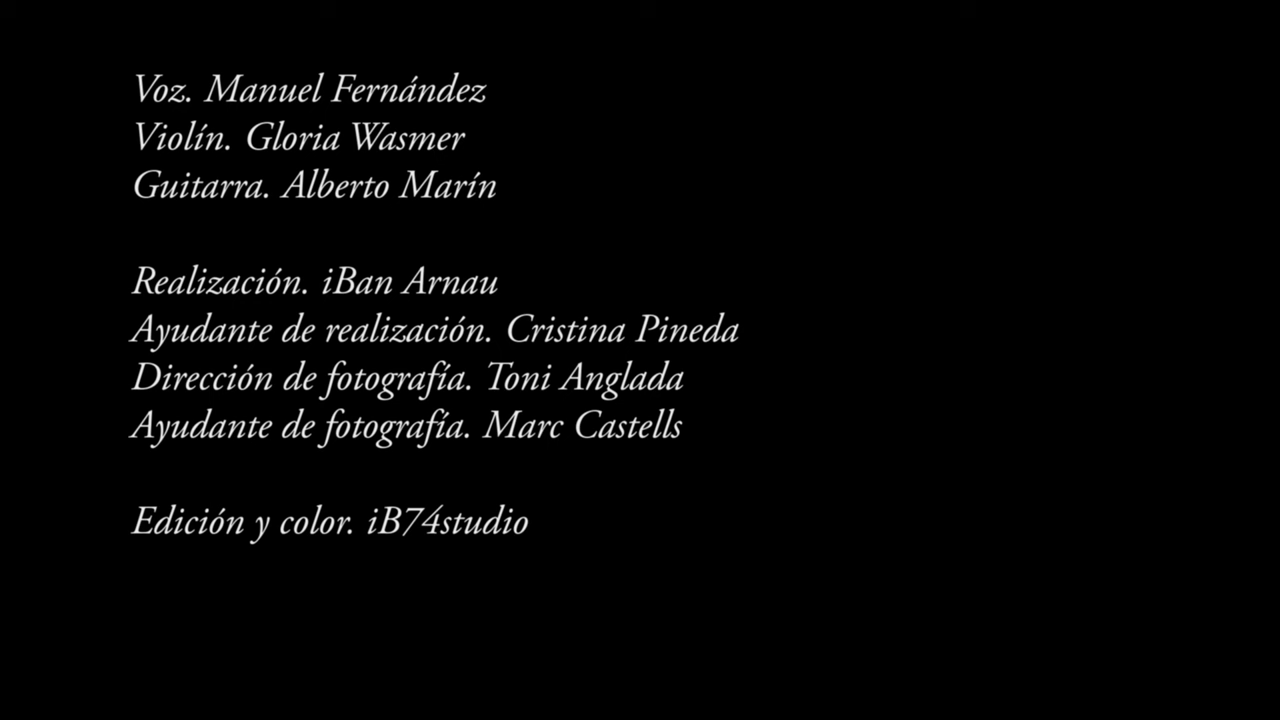 Voz. Manuel Fernández
Violín. Gloria Wasmer
Guitarra. Alberto Marín
Realización. iBan Arnau
Ayudante de realización. Cristina Pineda
Dirección de fotografía. Toni Anglada
Ayudante de fotografía. Marc Castells
Edición y color. iB74studio